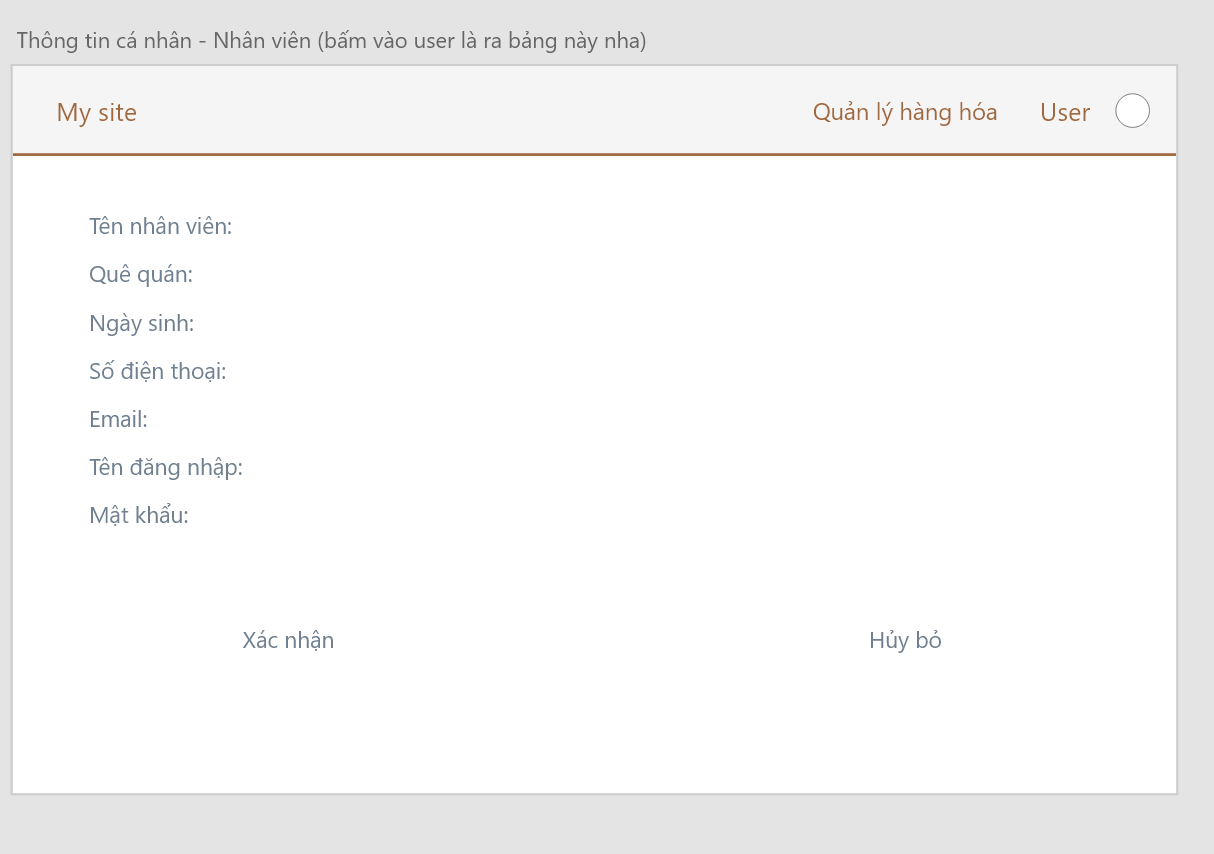 Thông tin cá nhân - Nhân viên (bấm vào user là ra bảng này nha)
My site Quản lý hàng hóa User
Tên nhân viên:
Quê quán:
Ngày sinh:
Số điện thoại:
Email:
Tên đăng nhập:
Mật khẩu:
Xác nhận Hủy bỏ